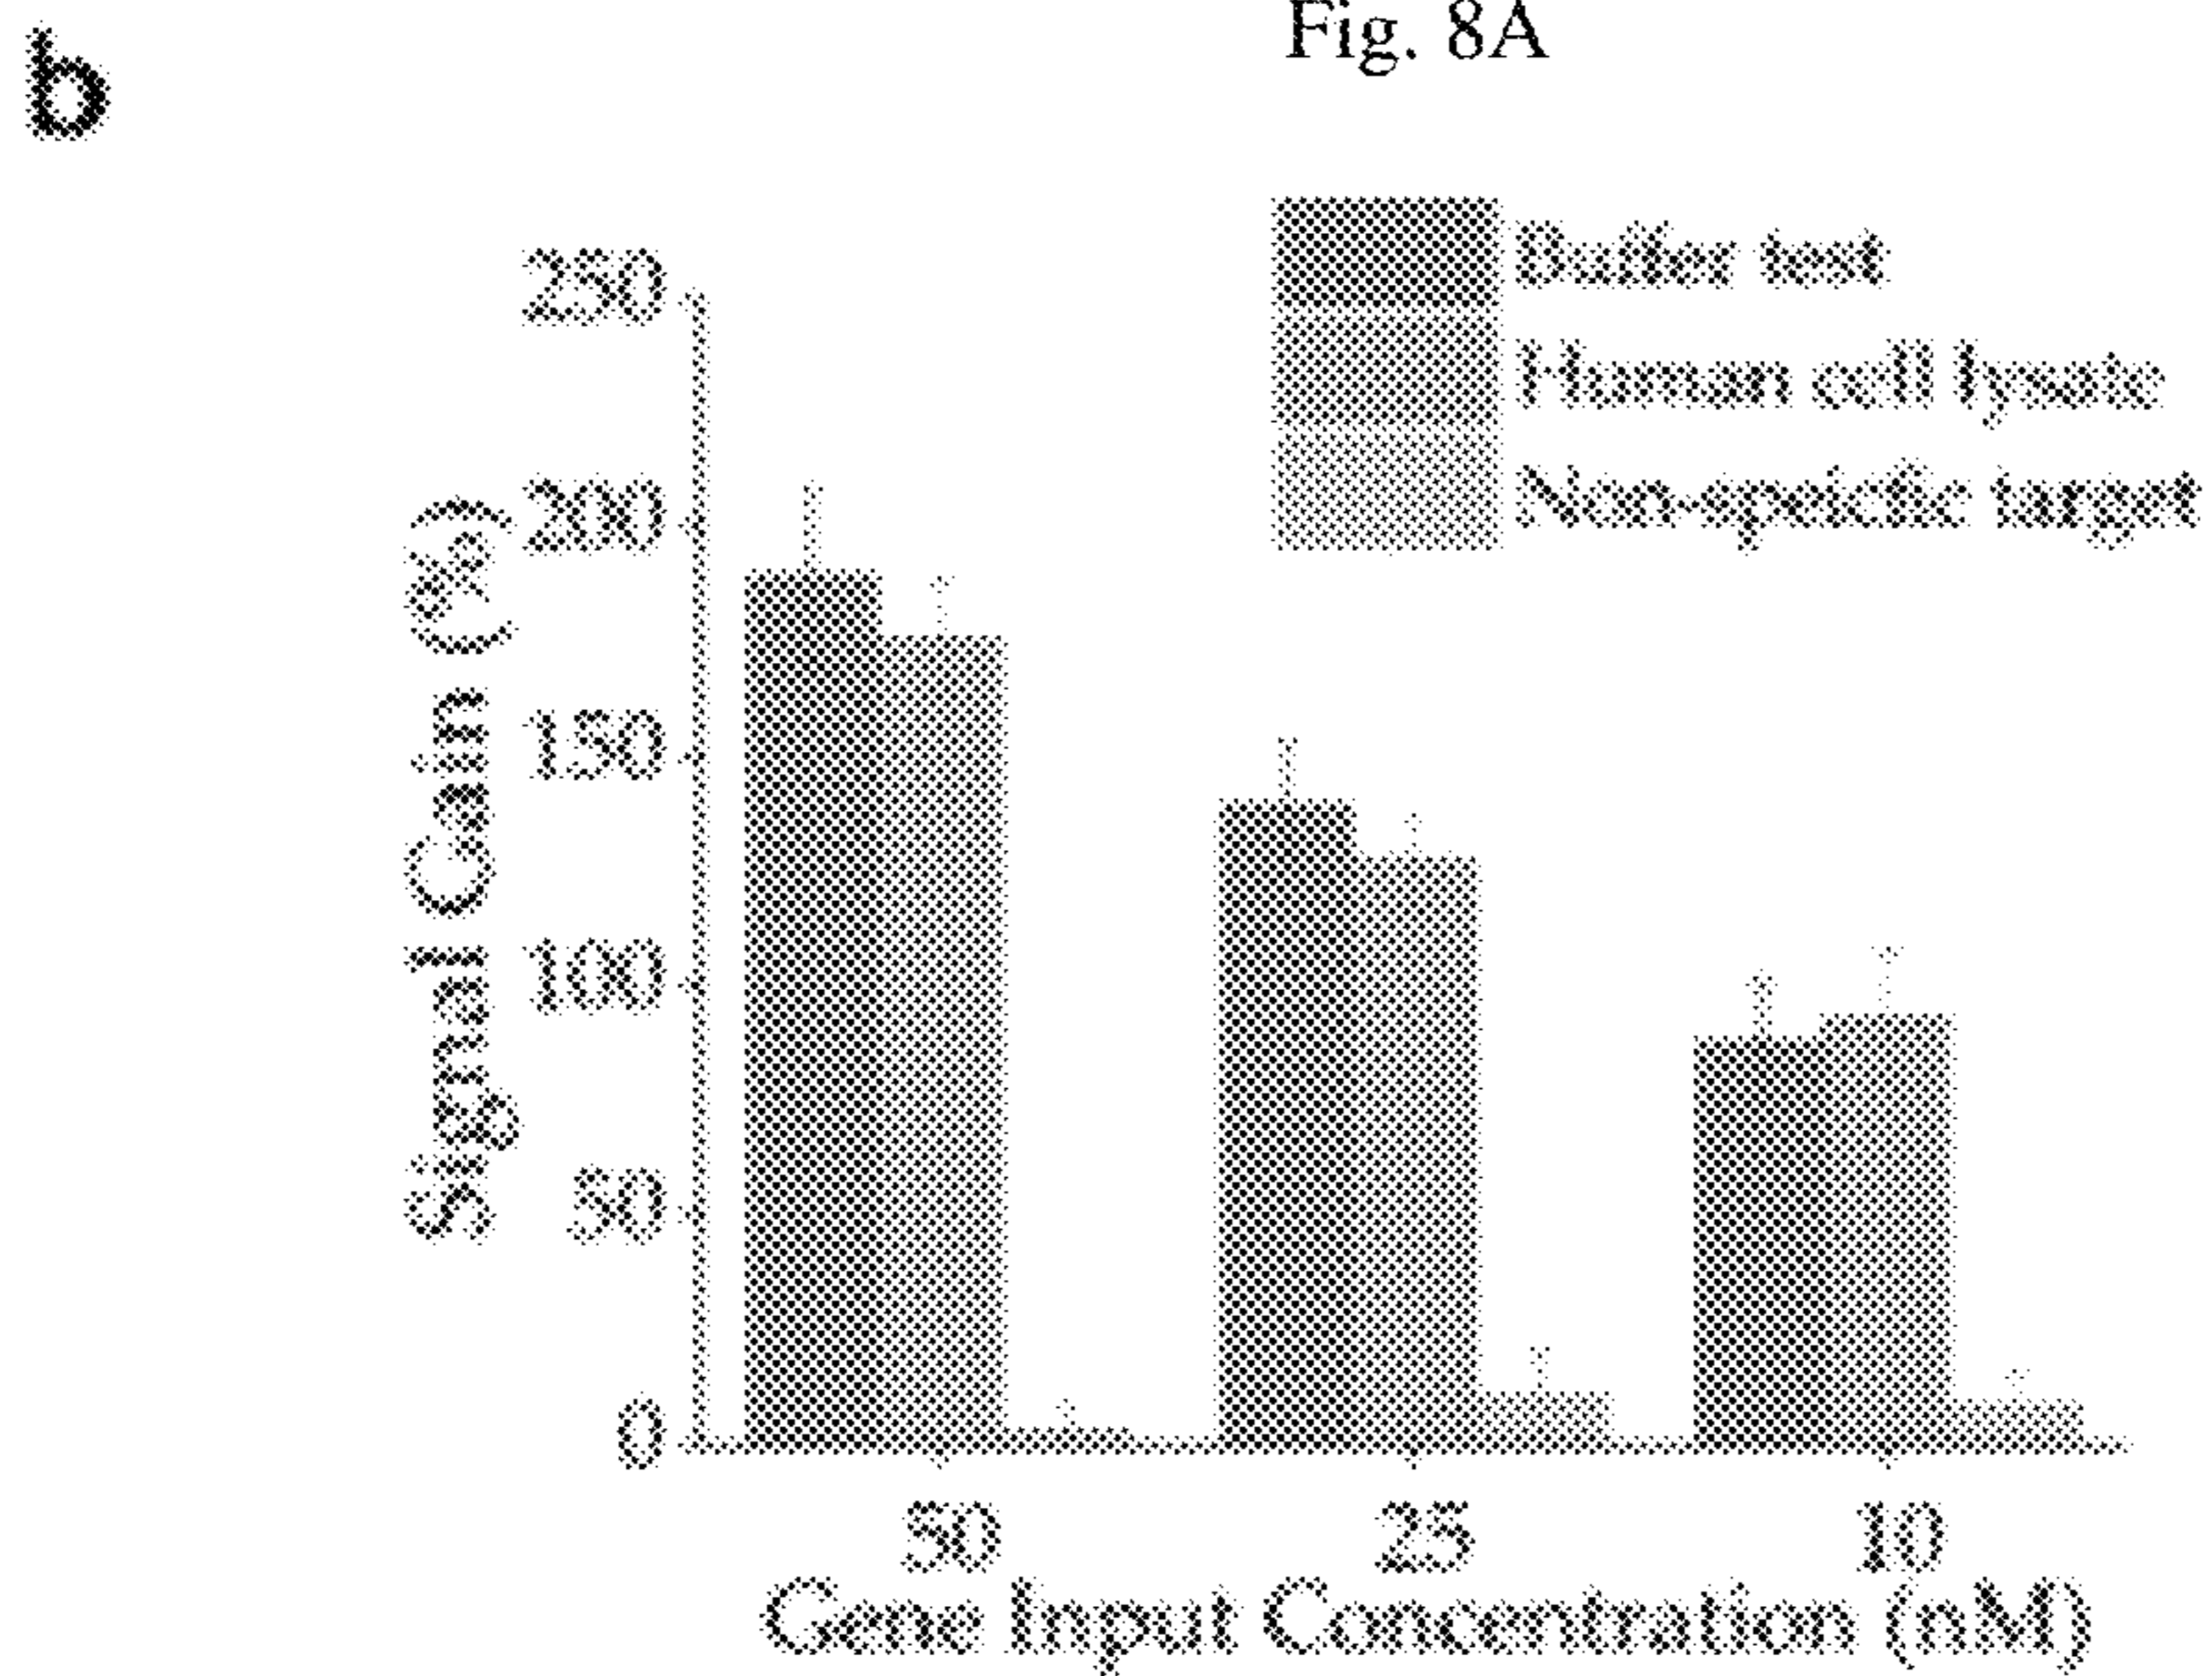 Fig. 8A
b
Buffer test
Human cell lysate
Non-speicfic target
250
200
150
100
50
0
Signal Gain (%)
50
25
10
Gene Input Concentration (nM)